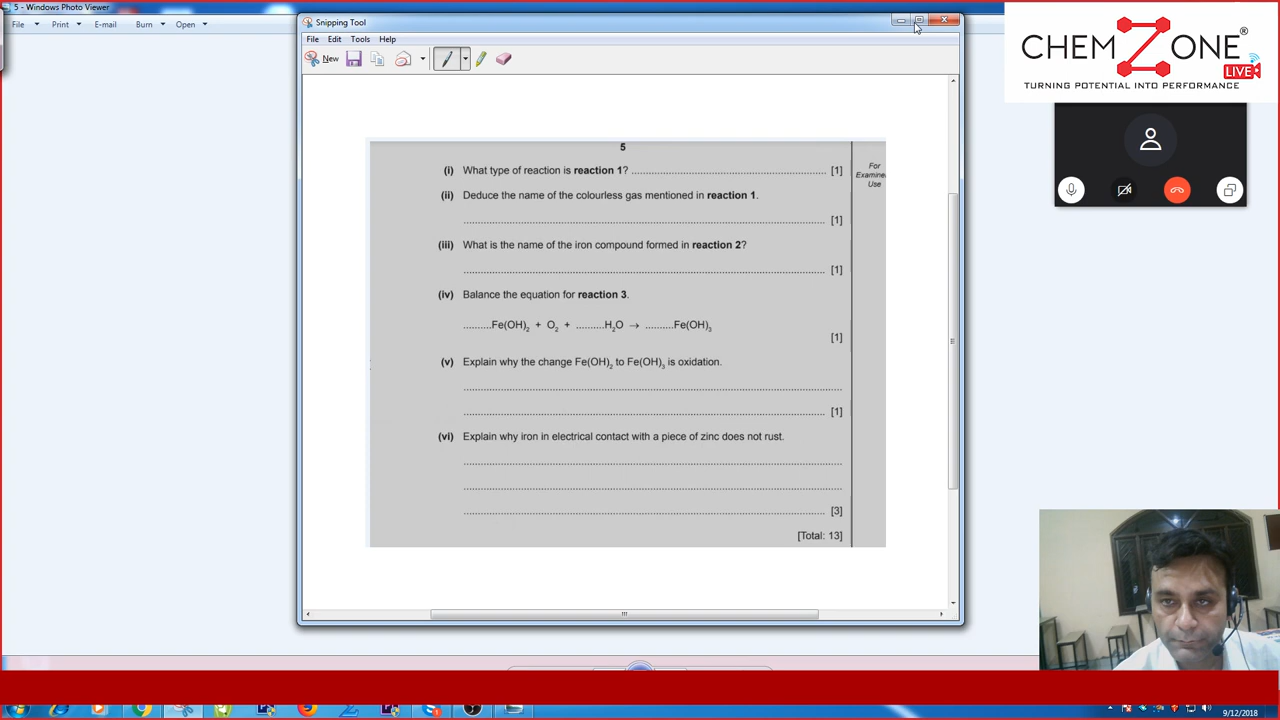 5 - Windows Photo Viewer
File Print E-mail Burn Open
Snipping Tool
File Edit Tools Help
New
CHEMZONE®
LIVE
TURNING POTENTIAL INTO PERFORMANCE
5
(i) What type of reaction is reaction 1? ........................................ [1]
For
Examiner
Use
(ii) Deduce the name of the colourless gas mentioned in reaction 1.
........................................ [1]
(iii) What is the name of the iron compound formed in reaction 2?
........................................ [1]
(iv) Balance the equation for reaction 3.
..........Fe(OH)₂ + O₂ + ..........H₂O → ..........Fe(OH)₃
[1]
(v) Explain why the change Fe(OH)₂ to Fe(OH)₃ is oxidation.
........................................
........................................ [1]
(vi) Explain why iron in electrical contact with a piece of zinc does not rust.
........................................
........................................
........................................ [3]
[Total: 13]
9/12/2018